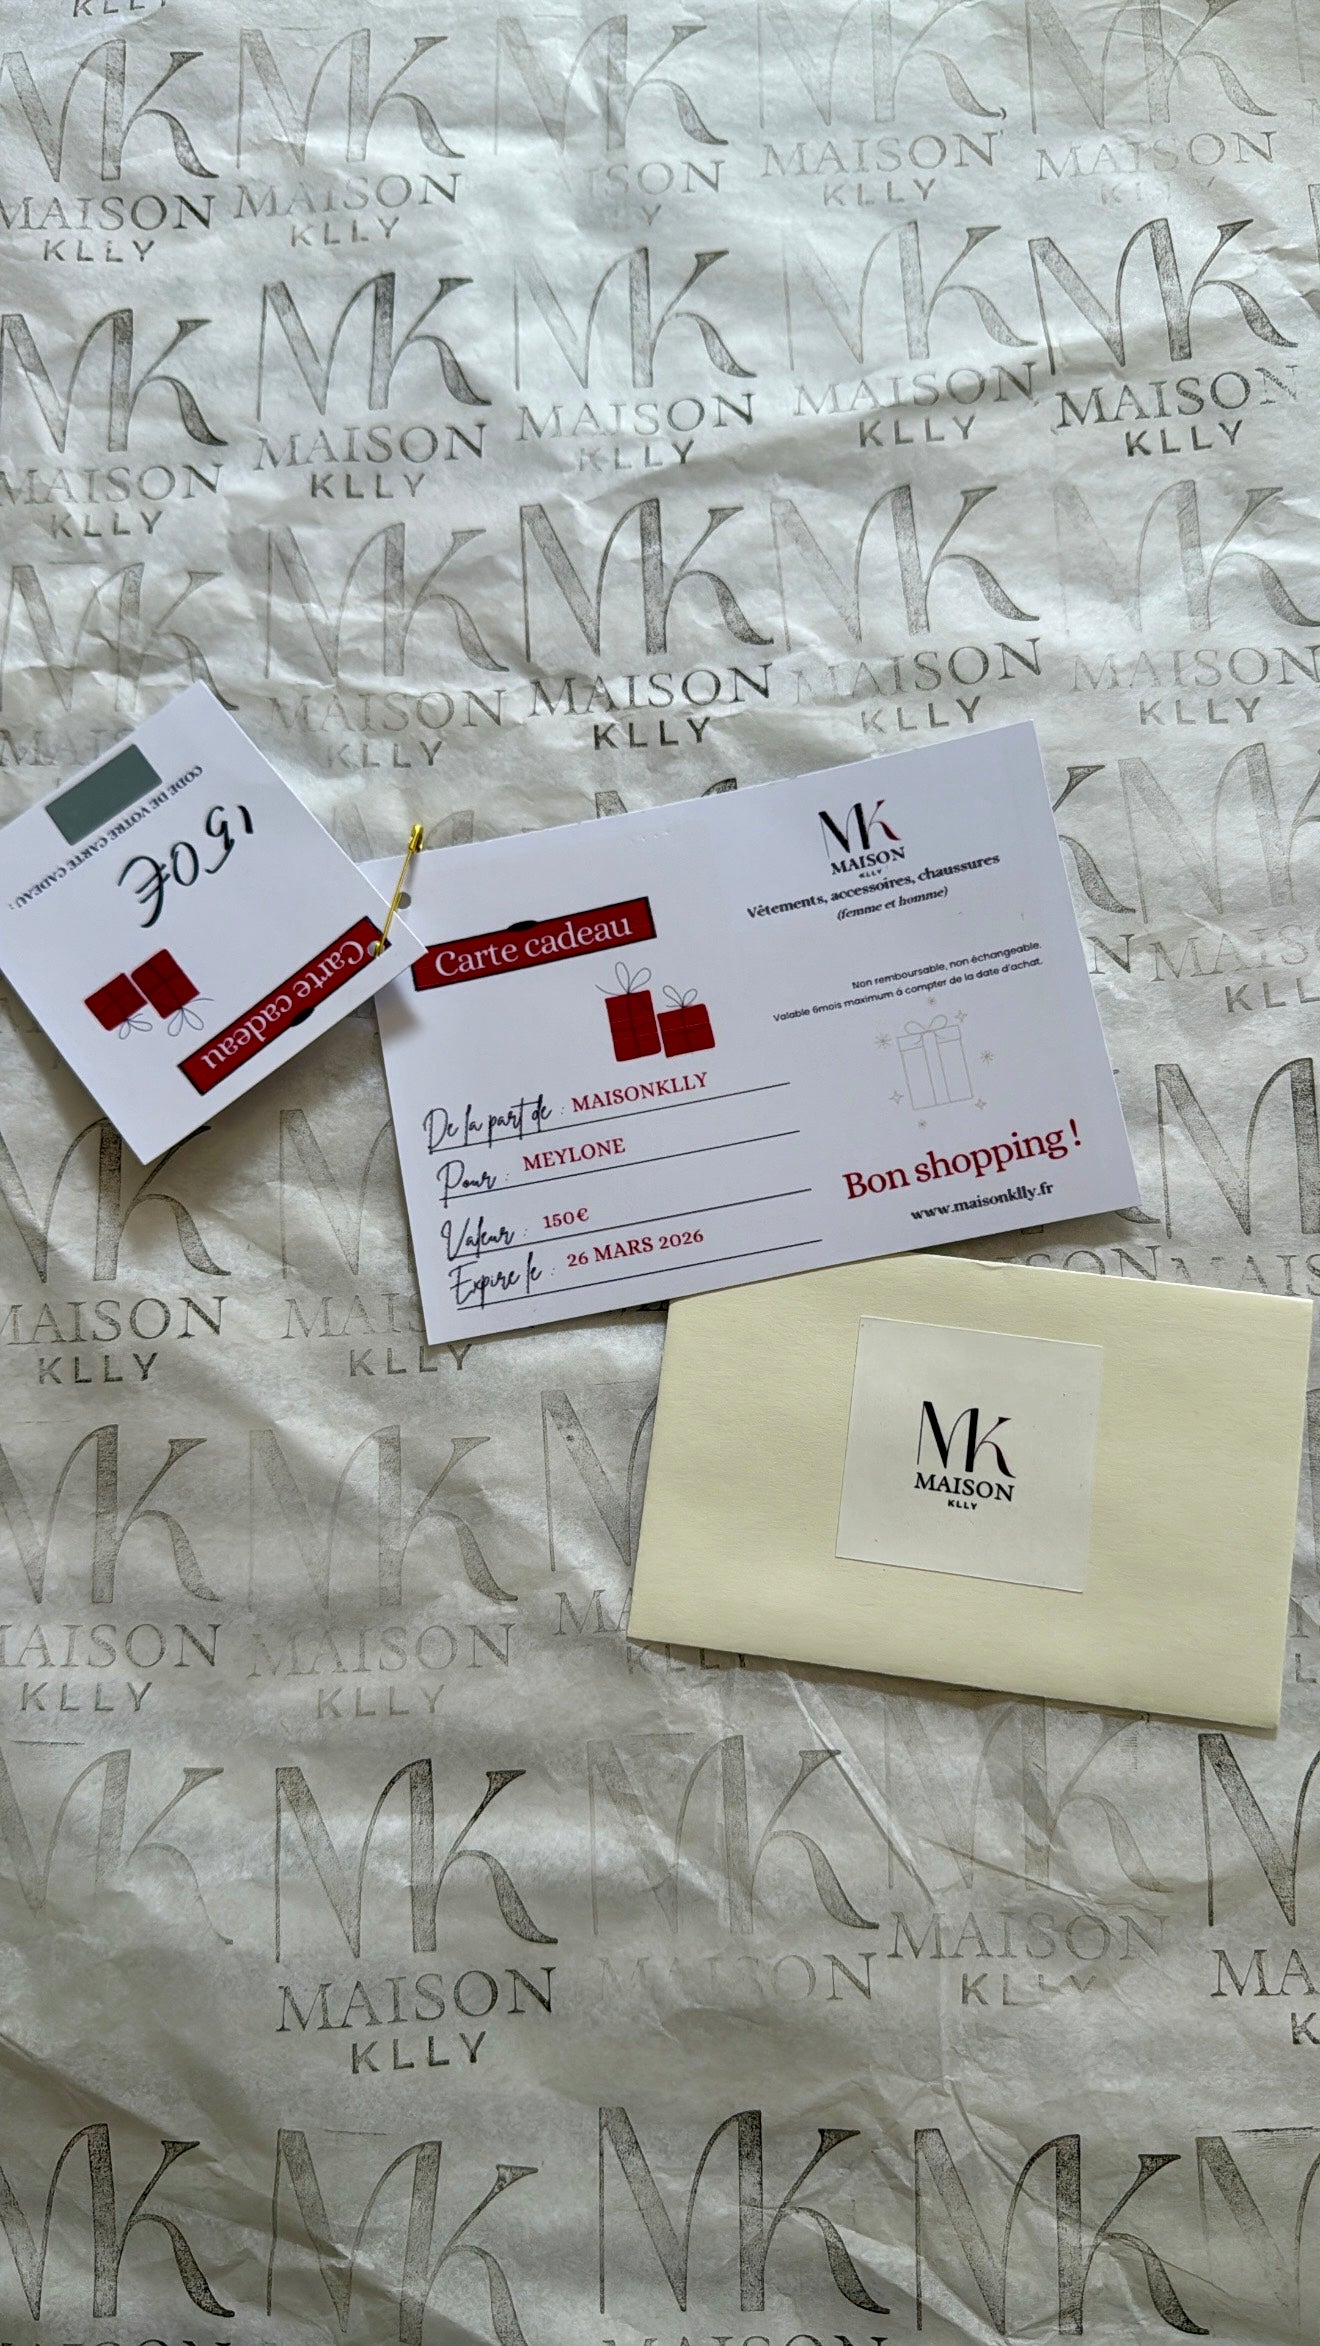 CODE DE VOTRE CARTE CADEAU :
150€
Carte cadeau
Carte cadeau
De la part de : MAISONKLLY
Pour : MEYLONE
Valeur : 150€
Expire le : 26 MARS 2026
MK
MAISON
KLLY
Vêtements, accessoires, chaussures
(femme et homme)
Non remboursable, non échangeable.
Valable 6mois maximum à compter de la date d'achat.
Bon shopping !
www.maisonklly.fr
MK
MAISON
KLLY